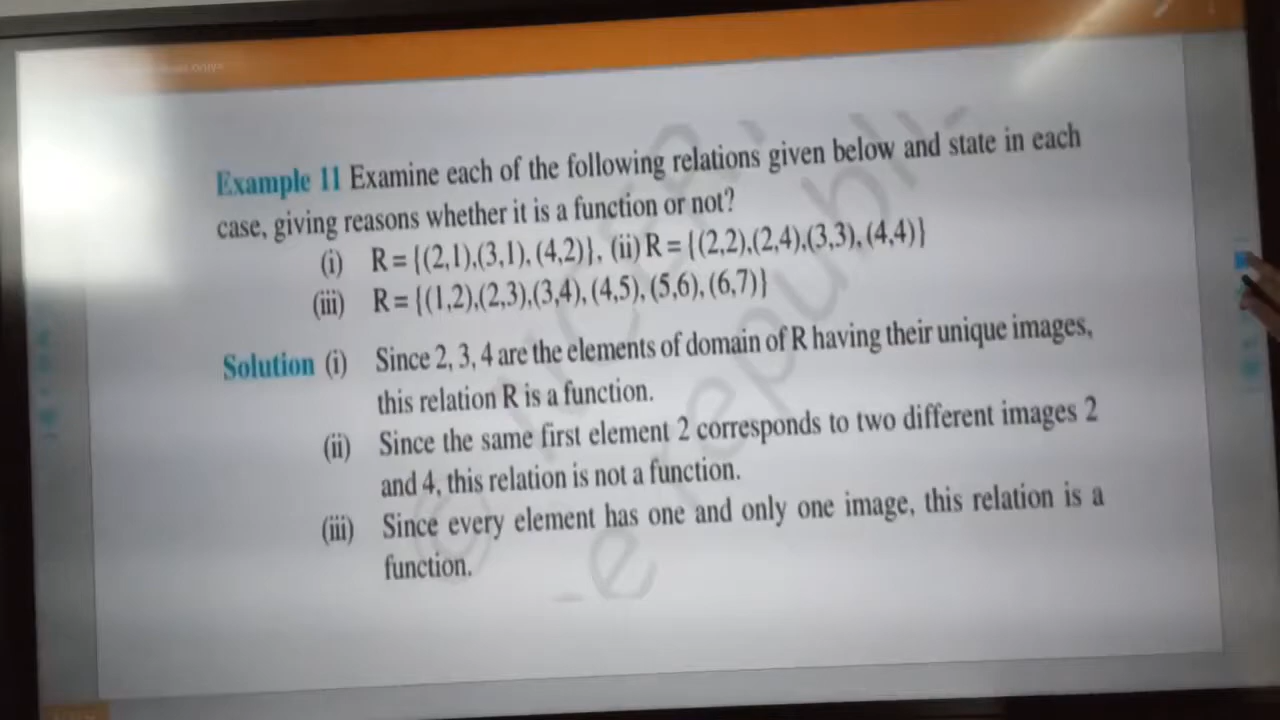 Example 11 Examine each of the following relations given below and state in each
case, giving reasons whether it is a function or not?
(i) R = {(2,1),(3,1), (4,2)}, (ii) R = {(2,2),(2,4),(3,3), (4,4)}
(iii) R = {(1,2),(2,3),(3,4), (4,5), (5,6), (6,7)}
Solution (i) Since 2, 3, 4 are the elements of domain of R having their unique images,
this relation R is a function.
(ii) Since the same first element 2 corresponds to two different images 2
and 4, this relation is not a function.
(iii) Since every element has one and only one image, this relation is a
function.